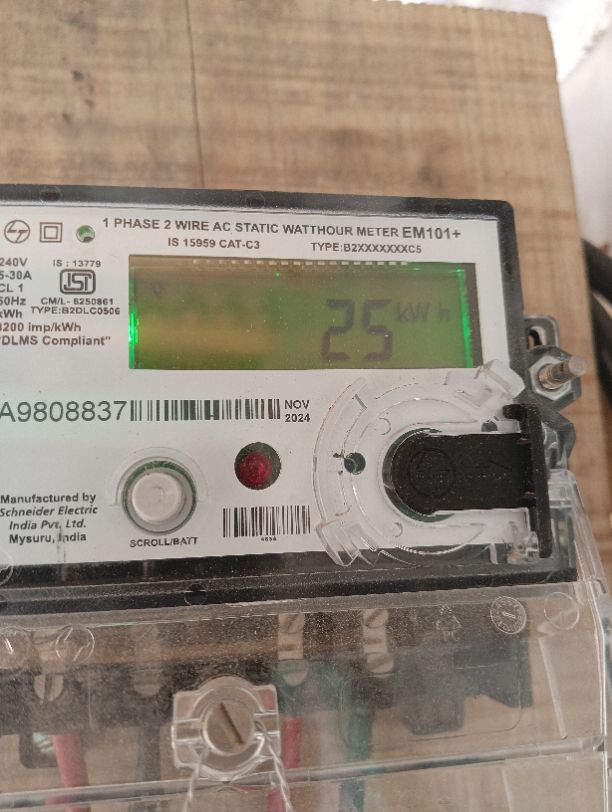 1 PHASE 2 WIRE AC STATIC WATTHOUR METER EM101+
IS 15959 CAT-C3 TYPE:B2XXXXXXXC5
240V
5-30A
CL 1
50Hz
kWh
3200 imp/kWh
"DLMS Compliant"
IS : 13779
ISI
CM/L- 8250861
TYPE:B2DLC0506
25 kWh
A9808837
NOV
2024
Manufactured by
Schneider Electric
India Pvt. Ltd.
Mysuru, India
SCROLL/BATT